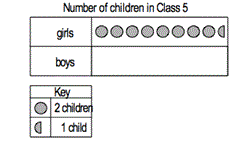 Number of children in Class 5
girls
boys
Key
2 children
1 child